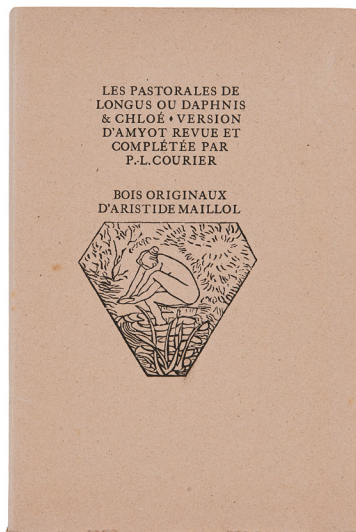 LES PASTORALES DE
LONGUS OU DAPHNIS
& CHLOÉ ♦ VERSION
D'AMYOT REVUE ET
COMPLÉTÉE PAR
P.-L. COURIER
BOIS ORIGINAUX
D'ARISTIDE MAILLOL